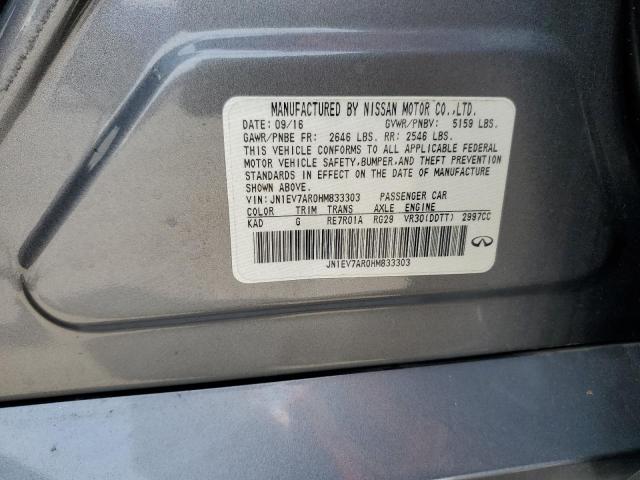 MANUFACTURED BY NISSAN MOTOR CO.,LTD.
DATE: 09/16 GVWR/PNBV: 5159 LBS.
GAWR/PNBE FR: 2646 LBS. RR: 2546 LBS.
THIS VEHICLE CONFORMS TO ALL APPLICABLE FEDERAL
MOTOR VEHICLE SAFETY,BUMPER,AND THEFT PREVENTION
STANDARDS IN EFFECT ON THE DATE OF MANUFACTURE
SHOWN ABOVE.
VIN: JN1EV7AR0HM833303 PASSENGER CAR
COLOR TRIM TRANS AXLE ENGINE
KAD G RE7R01A RG28 VR30(DDTT) 2997CC
JN1EV7AR0HM833303
INFINITI